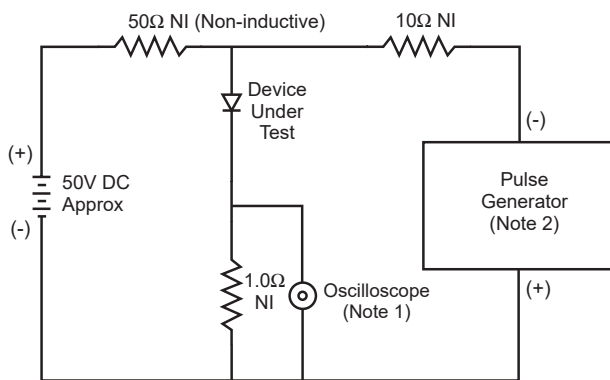 50Ω NI (Non-inductive)
10Ω NI
Device
Under
Test
(+)
50V DC
Approx
(-)
(-)
Pulse
Generator
(Note 2)
(+)
1.0Ω
NI
Oscilloscope
(Note 1)